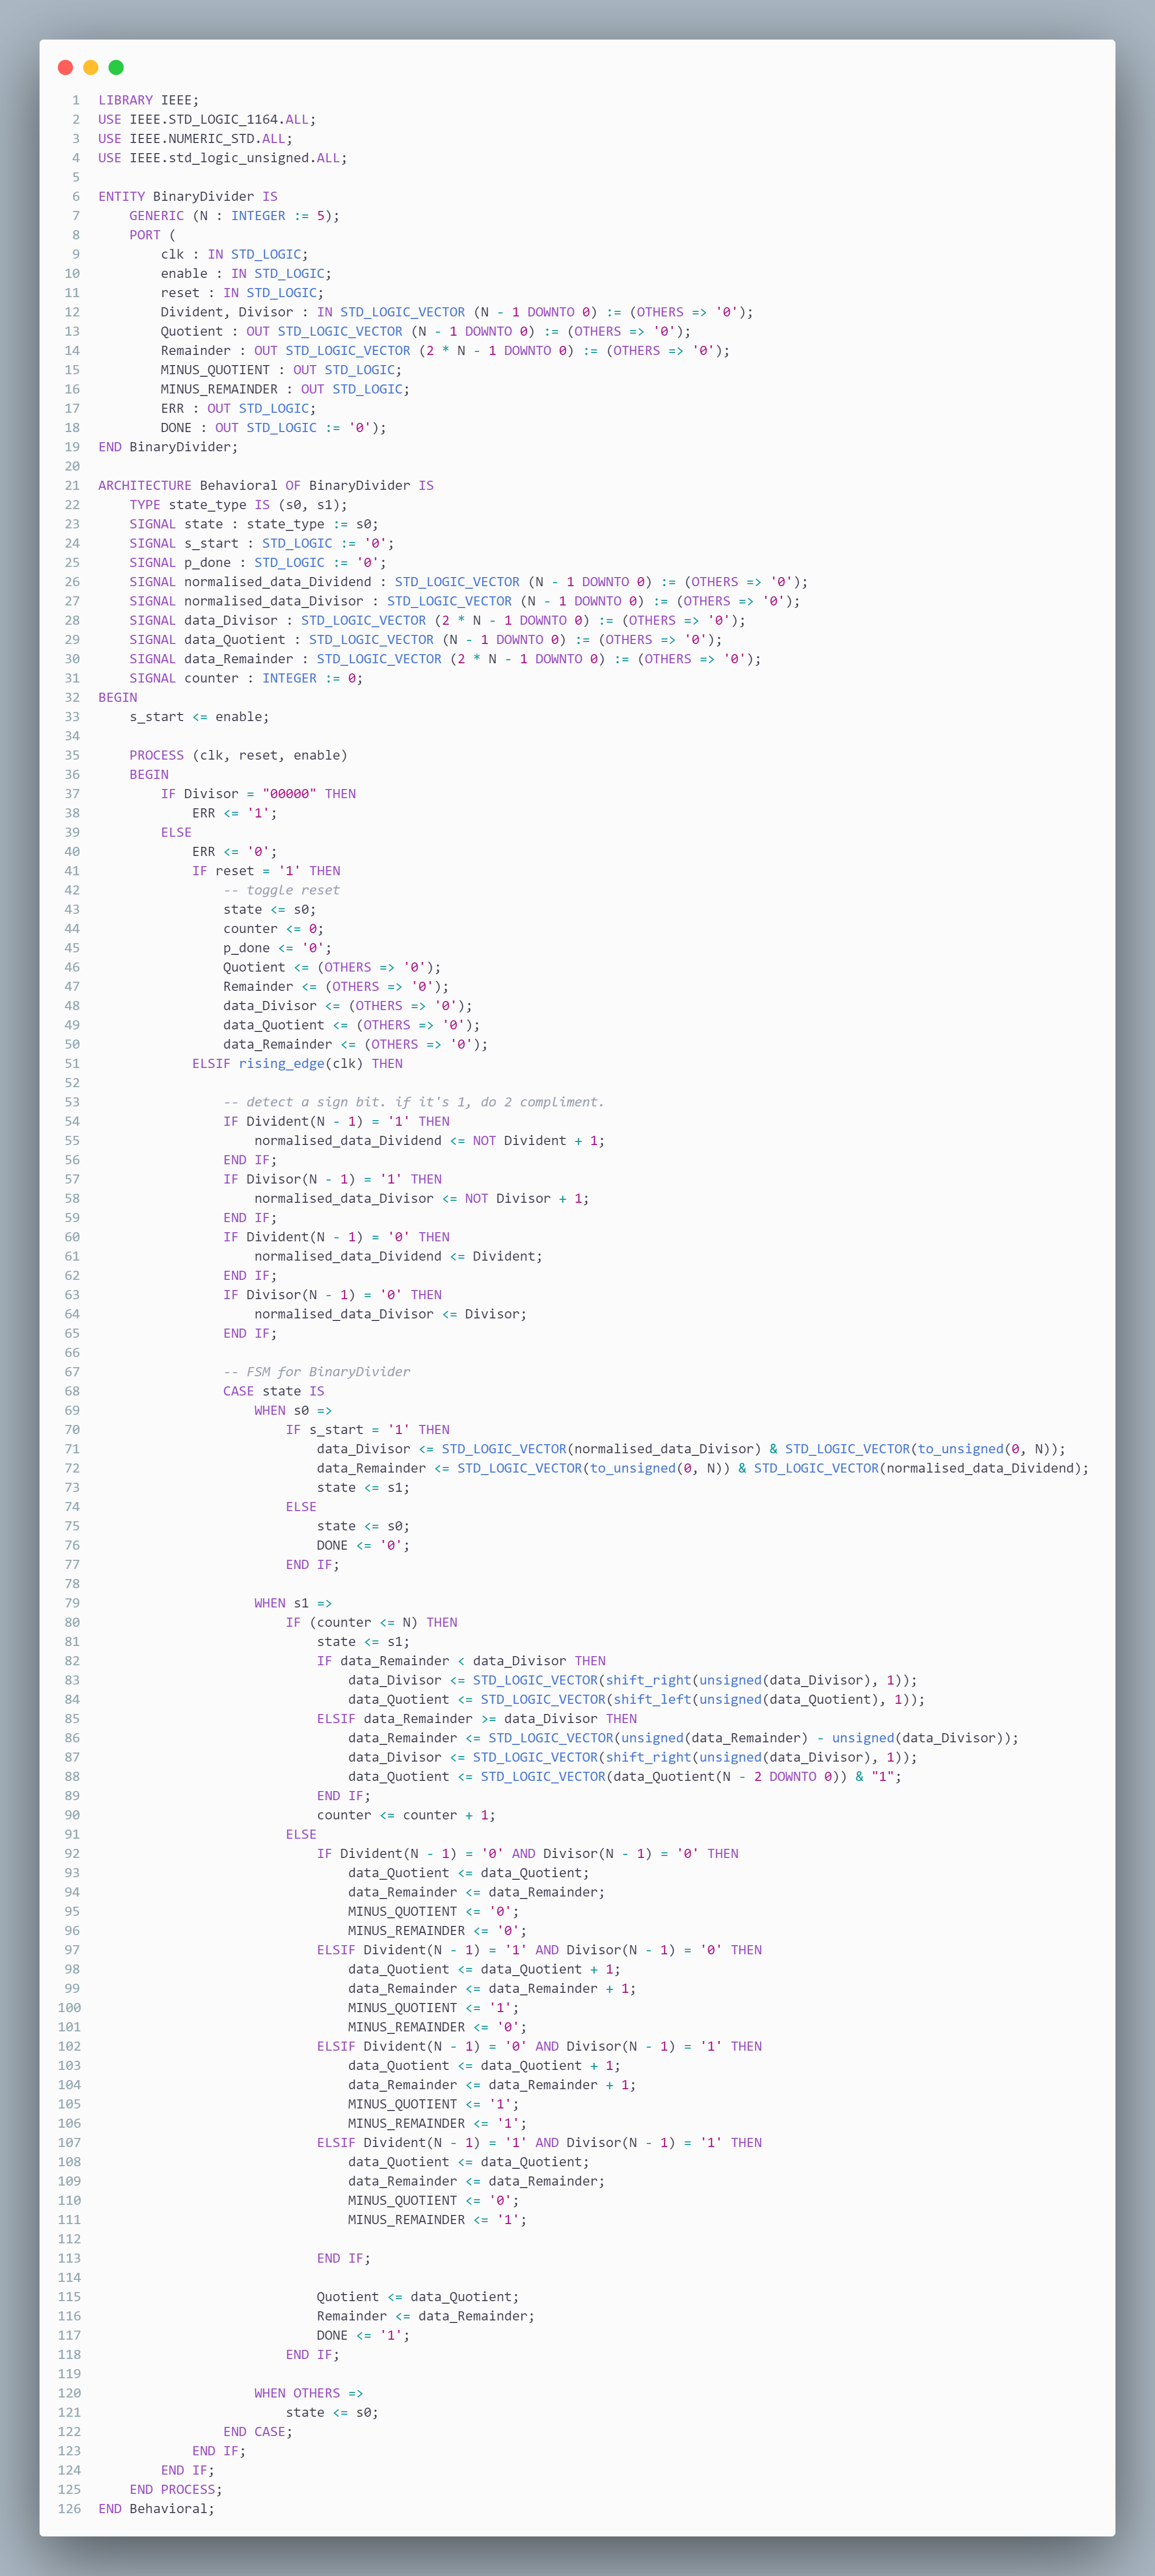 1 LIBRARY IEEE;
2 USE IEEE.STD_LOGIC_1164.ALL;
3 USE IEEE.NUMERIC_STD.ALL;
4 USE IEEE.std_logic_unsigned.ALL;
5
6 ENTITY BinaryDivider IS
7     GENERIC (N : INTEGER := 5);
8     PORT (
9         clk : IN STD_LOGIC;
10         enable : IN STD_LOGIC;
11         reset : IN STD_LOGIC;
12         Divident, Divisor : IN STD_LOGIC_VECTOR (N - 1 DOWNTO 0) := (OTHERS => '0');
13         Quotient : OUT STD_LOGIC_VECTOR (N - 1 DOWNTO 0) := (OTHERS => '0');
14         Remainder : OUT STD_LOGIC_VECTOR (2 * N - 1 DOWNTO 0) := (OTHERS => '0');
15         MINUS_QUOTIENT : OUT STD_LOGIC;
16         MINUS_REMAINDER : OUT STD_LOGIC;
17         ERR : OUT STD_LOGIC;
18         DONE : OUT STD_LOGIC := '0');
19 END BinaryDivider;
20
21 ARCHITECTURE Behavioral OF BinaryDivider IS
22     TYPE state_type IS (s0, s1);
23     SIGNAL state : state_type := s0;
24     SIGNAL s_start : STD_LOGIC := '0';
25     SIGNAL p_done : STD_LOGIC := '0';
26     SIGNAL normalised_data_Dividend : STD_LOGIC_VECTOR (N - 1 DOWNTO 0) := (OTHERS => '0');
27     SIGNAL normalised_data_Divisor : STD_LOGIC_VECTOR (N - 1 DOWNTO 0) := (OTHERS => '0');
28     SIGNAL data_Divisor : STD_LOGIC_VECTOR (2 * N - 1 DOWNTO 0) := (OTHERS => '0');
29     SIGNAL data_Quotient : STD_LOGIC_VECTOR (N - 1 DOWNTO 0) := (OTHERS => '0');
30     SIGNAL data_Remainder : STD_LOGIC_VECTOR (2 * N - 1 DOWNTO 0) := (OTHERS => '0');
31     SIGNAL counter : INTEGER := 0;
32 BEGIN
33     s_start <= enable;
34
35     PROCESS (clk, reset, enable)
36     BEGIN
37         IF Divisor = "00000" THEN
38             ERR <= '1';
39         ELSE
40             ERR <= '0';
41             IF reset = '1' THEN
42                 -- toggle reset
43                 state <= s0;
44                 counter <= 0;
45                 p_done <= '0';
46                 Quotient <= (OTHERS => '0');
47                 Remainder <= (OTHERS => '0');
48                 data_Divisor <= (OTHERS => '0');
49                 data_Quotient <= (OTHERS => '0');
50                 data_Remainder <= (OTHERS => '0');
51             ELSIF rising_edge(clk) THEN
52
53                 -- detect a sign bit. if it's 1, do 2 compliment.
54                 IF Divident(N - 1) = '1' THEN
55                     normalised_data_Dividend <= NOT Divident + 1;
56                 END IF;
57                 IF Divisor(N - 1) = '1' THEN
58                     normalised_data_Divisor <= NOT Divisor + 1;
59                 END IF;
60                 IF Divident(N - 1) = '0' THEN
61                     normalised_data_Dividend <= Divident;
62                 END IF;
63                 IF Divisor(N - 1) = '0' THEN
64                     normalised_data_Divisor <= Divisor;
65                 END IF;
66
67                 -- FSM for BinaryDivider
68                 CASE state IS
69                     WHEN s0 =>
70                         IF s_start = '1' THEN
71                             data_Divisor <= STD_LOGIC_VECTOR(normalised_data_Divisor) & STD_LOGIC_VECTOR(to_unsigned(0, N));
72                             data_Remainder <= STD_LOGIC_VECTOR(to_unsigned(0, N)) & STD_LOGIC_VECTOR(normalised_data_Dividend);
73                             state <= s1;
74                         ELSE
75                             state <= s0;
76                             DONE <= '0';
77                         END IF;
78
79                     WHEN s1 =>
80                         IF (counter <= N) THEN
81                             state <= s1;
82                             IF data_Remainder < data_Divisor THEN
83                                 data_Divisor <= STD_LOGIC_VECTOR(shift_right(unsigned(data_Divisor), 1));
84                                 data_Quotient <= STD_LOGIC_VECTOR(shift_left(unsigned(data_Quotient), 1));
85                             ELSIF data_Remainder >= data_Divisor THEN
86                                 data_Remainder <= STD_LOGIC_VECTOR(unsigned(data_Remainder) - unsigned(data_Divisor));
87                                 data_Divisor <= STD_LOGIC_VECTOR(shift_right(unsigned(data_Divisor), 1));
88                                 data_Quotient <= STD_LOGIC_VECTOR(data_Quotient(N - 2 DOWNTO 0)) & "1";
89                             END IF;
90                             counter <= counter + 1;
91                         ELSE
92                             IF Divident(N - 1) = '0' AND Divisor(N - 1) = '0' THEN
93                                 data_Quotient <= data_Quotient;
94                                 data_Remainder <= data_Remainder;
95                                 MINUS_QUOTIENT <= '0';
96                                 MINUS_REMAINDER <= '0';
97                             ELSIF Divident(N - 1) = '1' AND Divisor(N - 1) = '0' THEN
98                                 data_Quotient <= data_Quotient + 1;
99                                 data_Remainder <= data_Remainder + 1;
100                                 MINUS_QUOTIENT <= '1';
101                                 MINUS_REMAINDER <= '0';
102                             ELSIF Divident(N - 1) = '0' AND Divisor(N - 1) = '1' THEN
103                                 data_Quotient <= data_Quotient + 1;
104                                 data_Remainder <= data_Remainder + 1;
105                                 MINUS_QUOTIENT <= '1';
106                                 MINUS_REMAINDER <= '1';
107                             ELSIF Divident(N - 1) = '1' AND Divisor(N - 1) = '1' THEN
108                                 data_Quotient <= data_Quotient;
109                                 data_Remainder <= data_Remainder;
110                                 MINUS_QUOTIENT <= '0';
111                                 MINUS_REMAINDER <= '1';
112
113                             END IF;
114
115                             Quotient <= data_Quotient;
116                             Remainder <= data_Remainder;
117                             DONE <= '1';
118                         END IF;
119
120                     WHEN OTHERS =>
121                         state <= s0;
122                 END CASE;
123             END IF;
124         END IF;
125     END PROCESS;
126 END Behavioral;